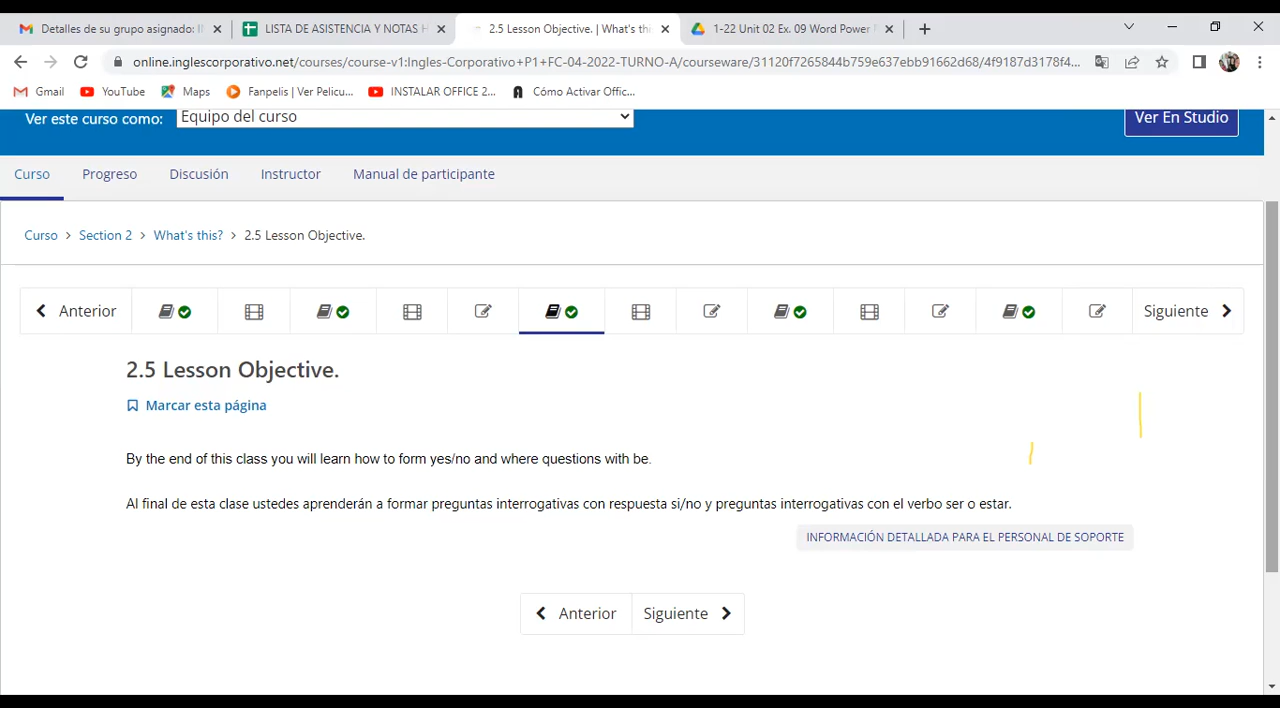 Detalles de su grupo asignado: I
LISTA DE ASISTENCIA Y NOTAS H
2.5 Lesson Objective. | What's thi
1-22 Unit 02 Ex. 09 Word Power
online.inglescorporativo.net/courses/course-v1:Ingles-Corporativo+P1+FC-04-2022-TURNO-A/courseware/31120f7265844b759e637ebb91662d68/4f9187d3178f4...
Gmail
YouTube
Maps
Fanpelis | Ver Pelicu...
INSTALAR OFFICE 2...
Cómo Activar Offic...
Ver este curso como:
Equipo del curso
Ver En Studio
Curso
Progreso
Discusión
Instructor
Manual de participante
Curso > Section 2 > What's this? > 2.5 Lesson Objective.
Anterior
Siguiente
2.5 Lesson Objective.
Marcar esta página
By the end of this class you will learn how to form yes/no and where questions with be.
Al final de esta clase ustedes aprenderán a formar preguntas interrogativas con respuesta si/no y preguntas interrogativas con el verbo ser o estar.
INFORMACIÓN DETALLADA PARA EL PERSONAL DE SOPORTE
Anterior
Siguiente